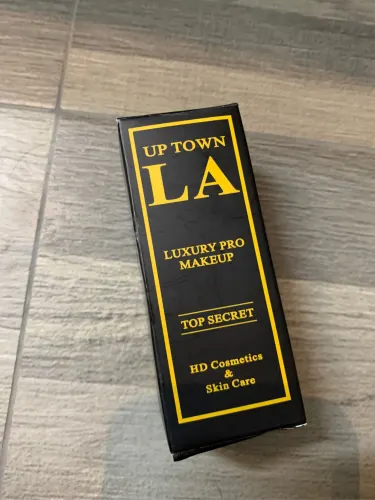 UP TOWN
LA
LUXURY PRO
MAKEUP
TOP SECRET
HD Cosmetics
&
Skin Care